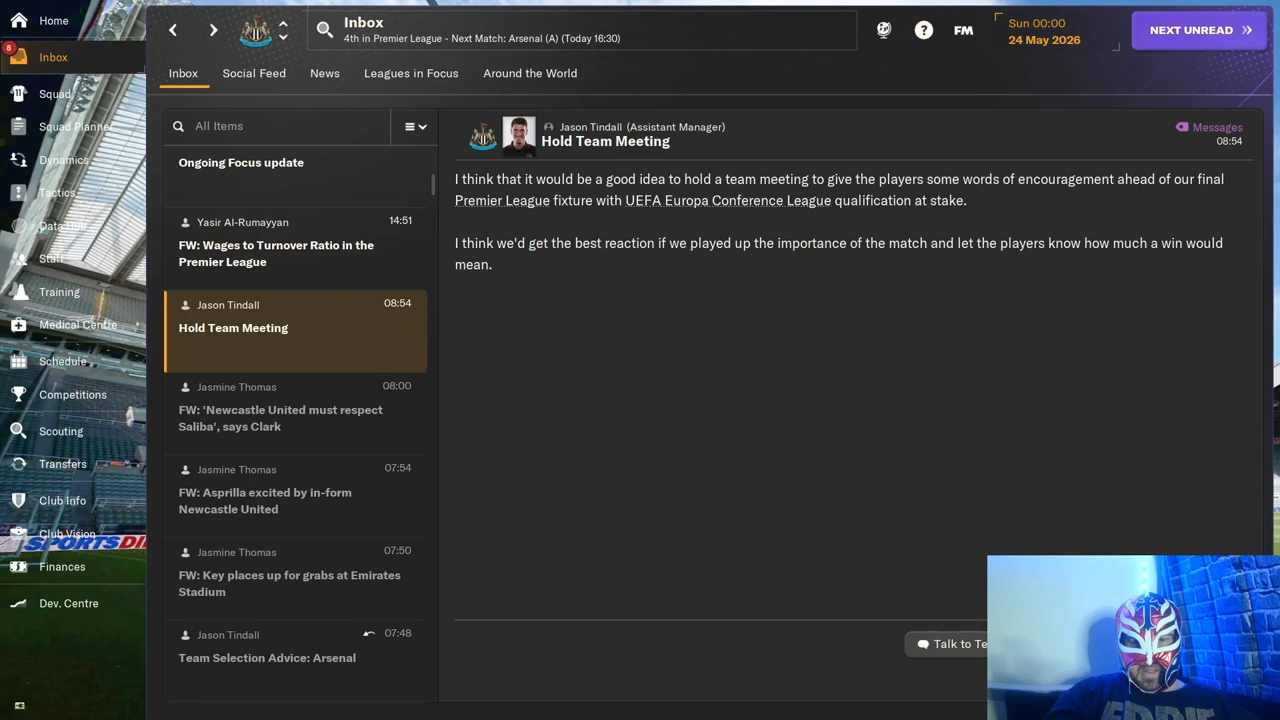 Home
8
Inbox
Squad
Squad Planner
Dynamics
Tactics
Data Hub
Staff
Training
Medical Centre
Schedule
Competitions
Scouting
Transfers
Club Info
Club Vision
SPORTS DI
Finances
Dev. Centre
Inbox
4th in Premier League - Next Match: Arsenal (A) (Today 16:30)
?
FM
Sun 00:00
24 May 2026
NEXT UNREAD
Inbox
Social Feed
News
Leagues in Focus
Around the World
All Items
Ongoing Focus update
Yasir Al-Rumayyan
14:51
FW: Wages to Turnover Ratio in the
Premier League
Jason Tindall
08:54
Hold Team Meeting
Jasmine Thomas
08:00
FW: 'Newcastle United must respect
Saliba', says Clark
Jasmine Thomas
07:54
FW: Asprilla excited by in-form
Newcastle United
Jasmine Thomas
07:50
FW: Key places up for grabs at Emirates
Stadium
Jason Tindall
07:48
Team Selection Advice: Arsenal
Jason Tindall (Assistant Manager)
Hold Team Meeting
Messages
08:54
I think that it would be a good idea to hold a team meeting to give the players some words of encouragement ahead of our final
Premier League fixture with UEFA Europa Conference League qualification at stake.
I think we'd get the best reaction if we played up the importance of the match and let the players know how much a win would
mean.
Talk to Te
EDDIE